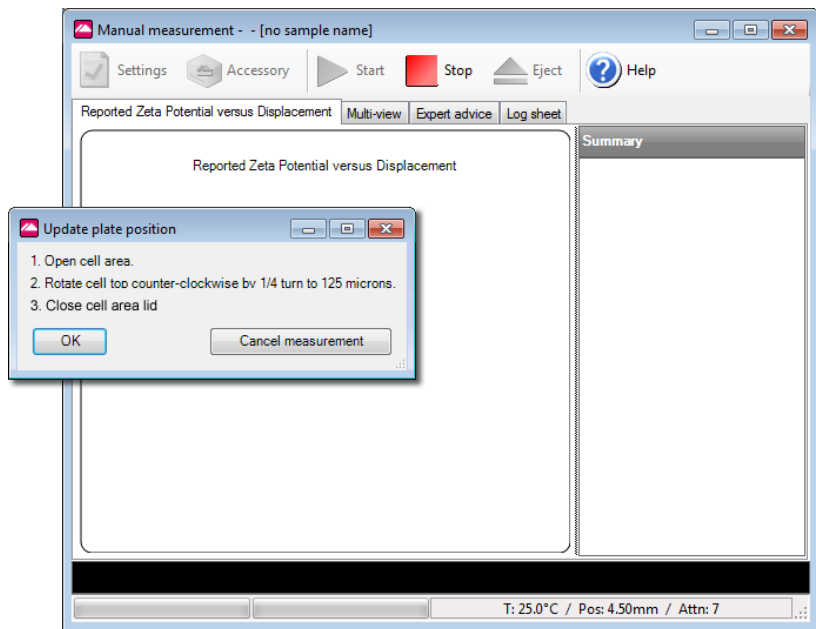 Manual measurement - - [no sample name]
Settings Accessory Start Stop Eject Help
Reported Zeta Potential versus Displacement Multi-view Expert advice Log sheet
Summary
Reported Zeta Potential versus Displacement
Update plate position
1. Open cell area.
2. Rotate cell top counter-clockwise by 1/4 turn to 125 microns.
3. Close cell area lid
OK Cancel measurement
T: 25.0°C / Pos: 4.50mm / Attn: 7